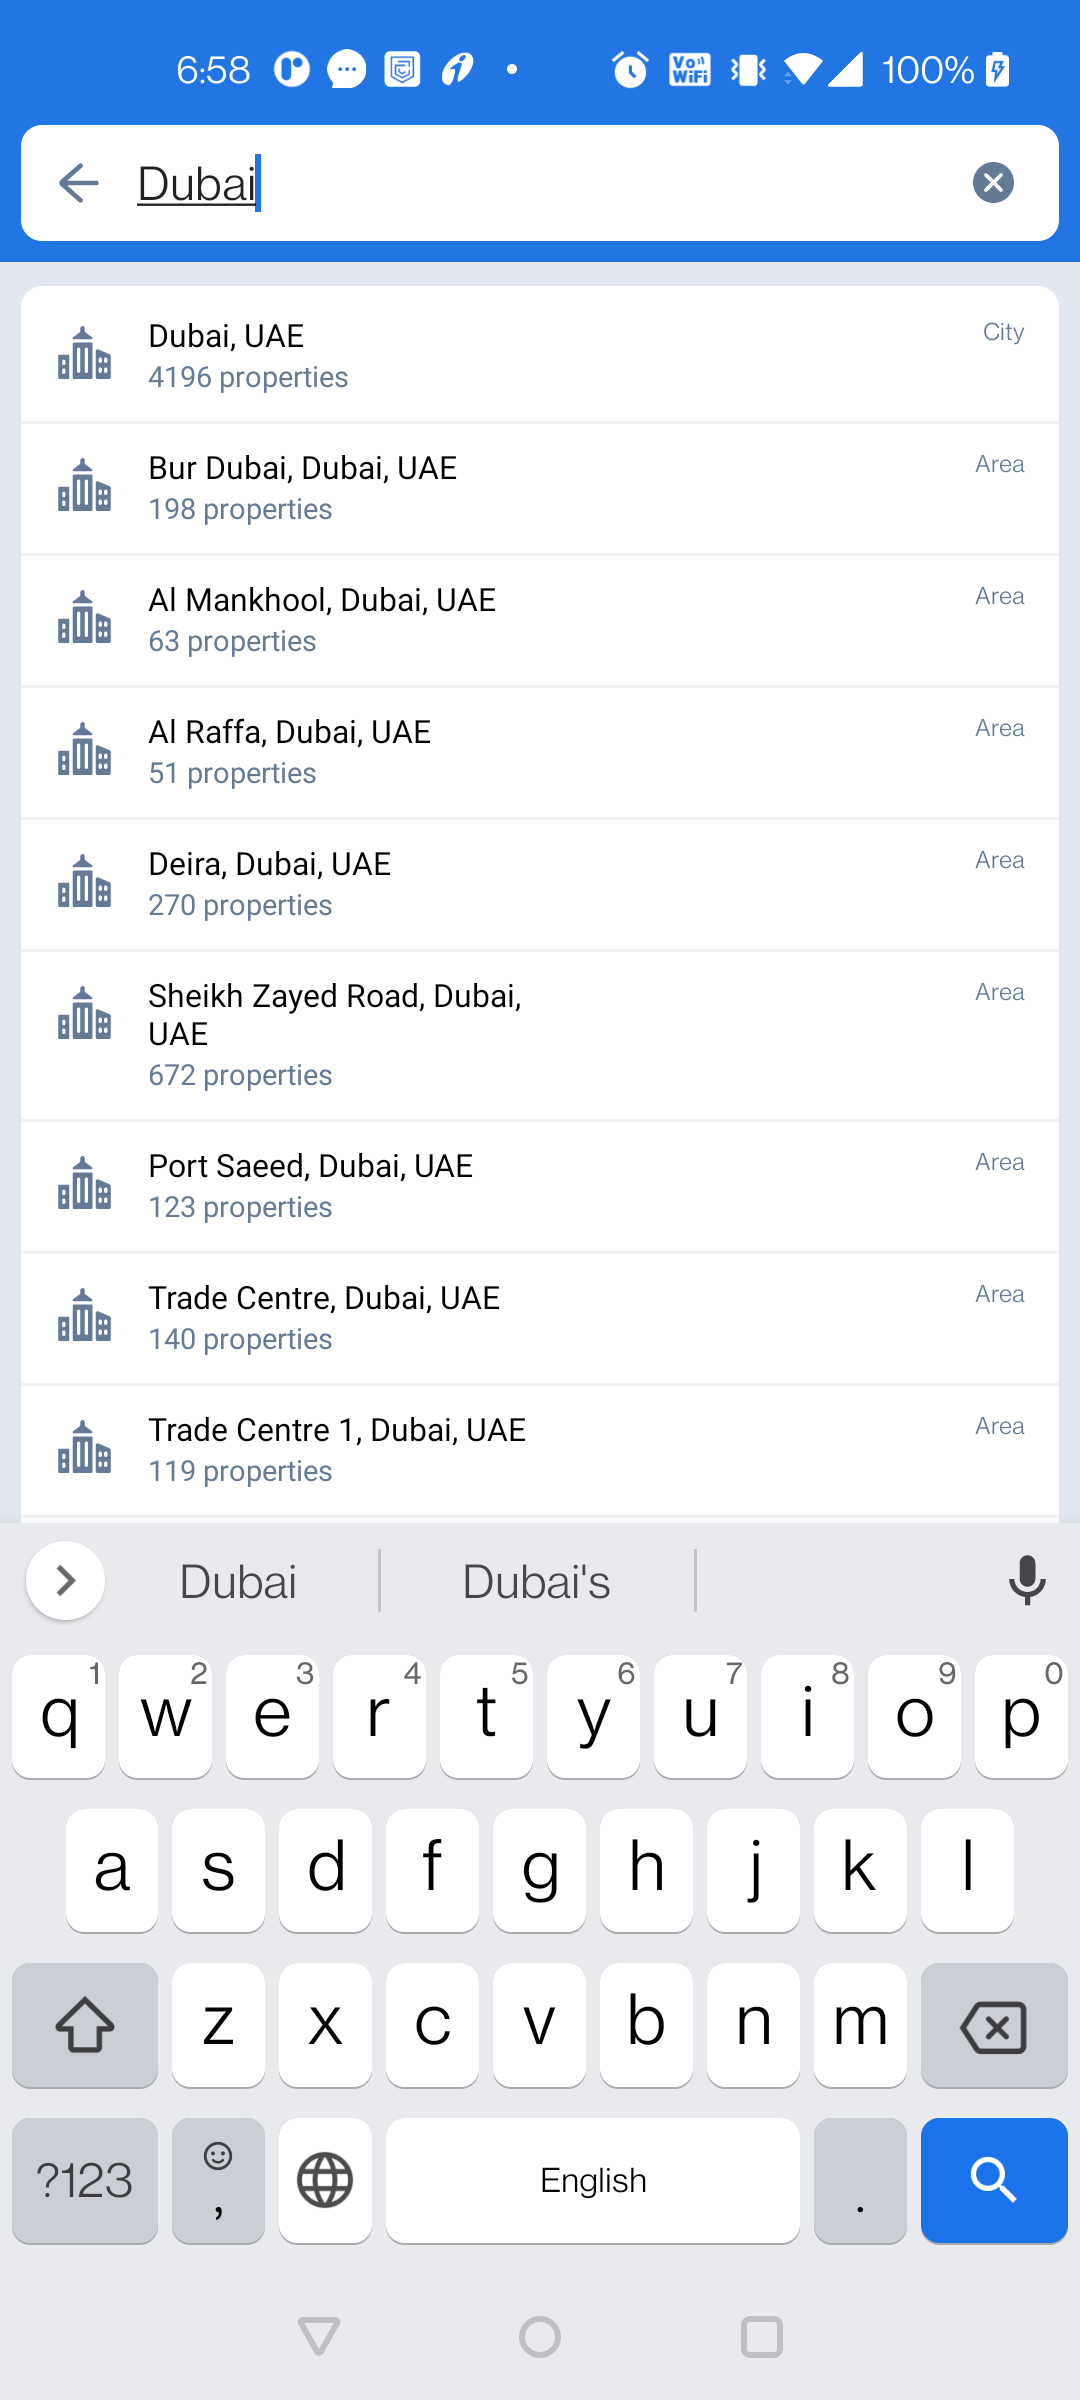 6:58
Vo WiFi
100%
Dubai
Dubai, UAE
City
4196 properties
Bur Dubai, Dubai, UAE
Area
198 properties
Al Mankhool, Dubai, UAE
Area
63 properties
Al Raffa, Dubai, UAE
Area
51 properties
Deira, Dubai, UAE
Area
270 properties
Sheikh Zayed Road, Dubai,
Area
UAE
672 properties
Port Saeed, Dubai, UAE
Area
123 properties
Trade Centre, Dubai, UAE
Area
140 properties
Trade Centre 1, Dubai, UAE
Area
119 properties
Dubai
Dubai's
1 2 3 4 5 6 7 8 9 0
q w e r t y u i o p
a s d f g h j k l
z x c v b n m
?123 , English .